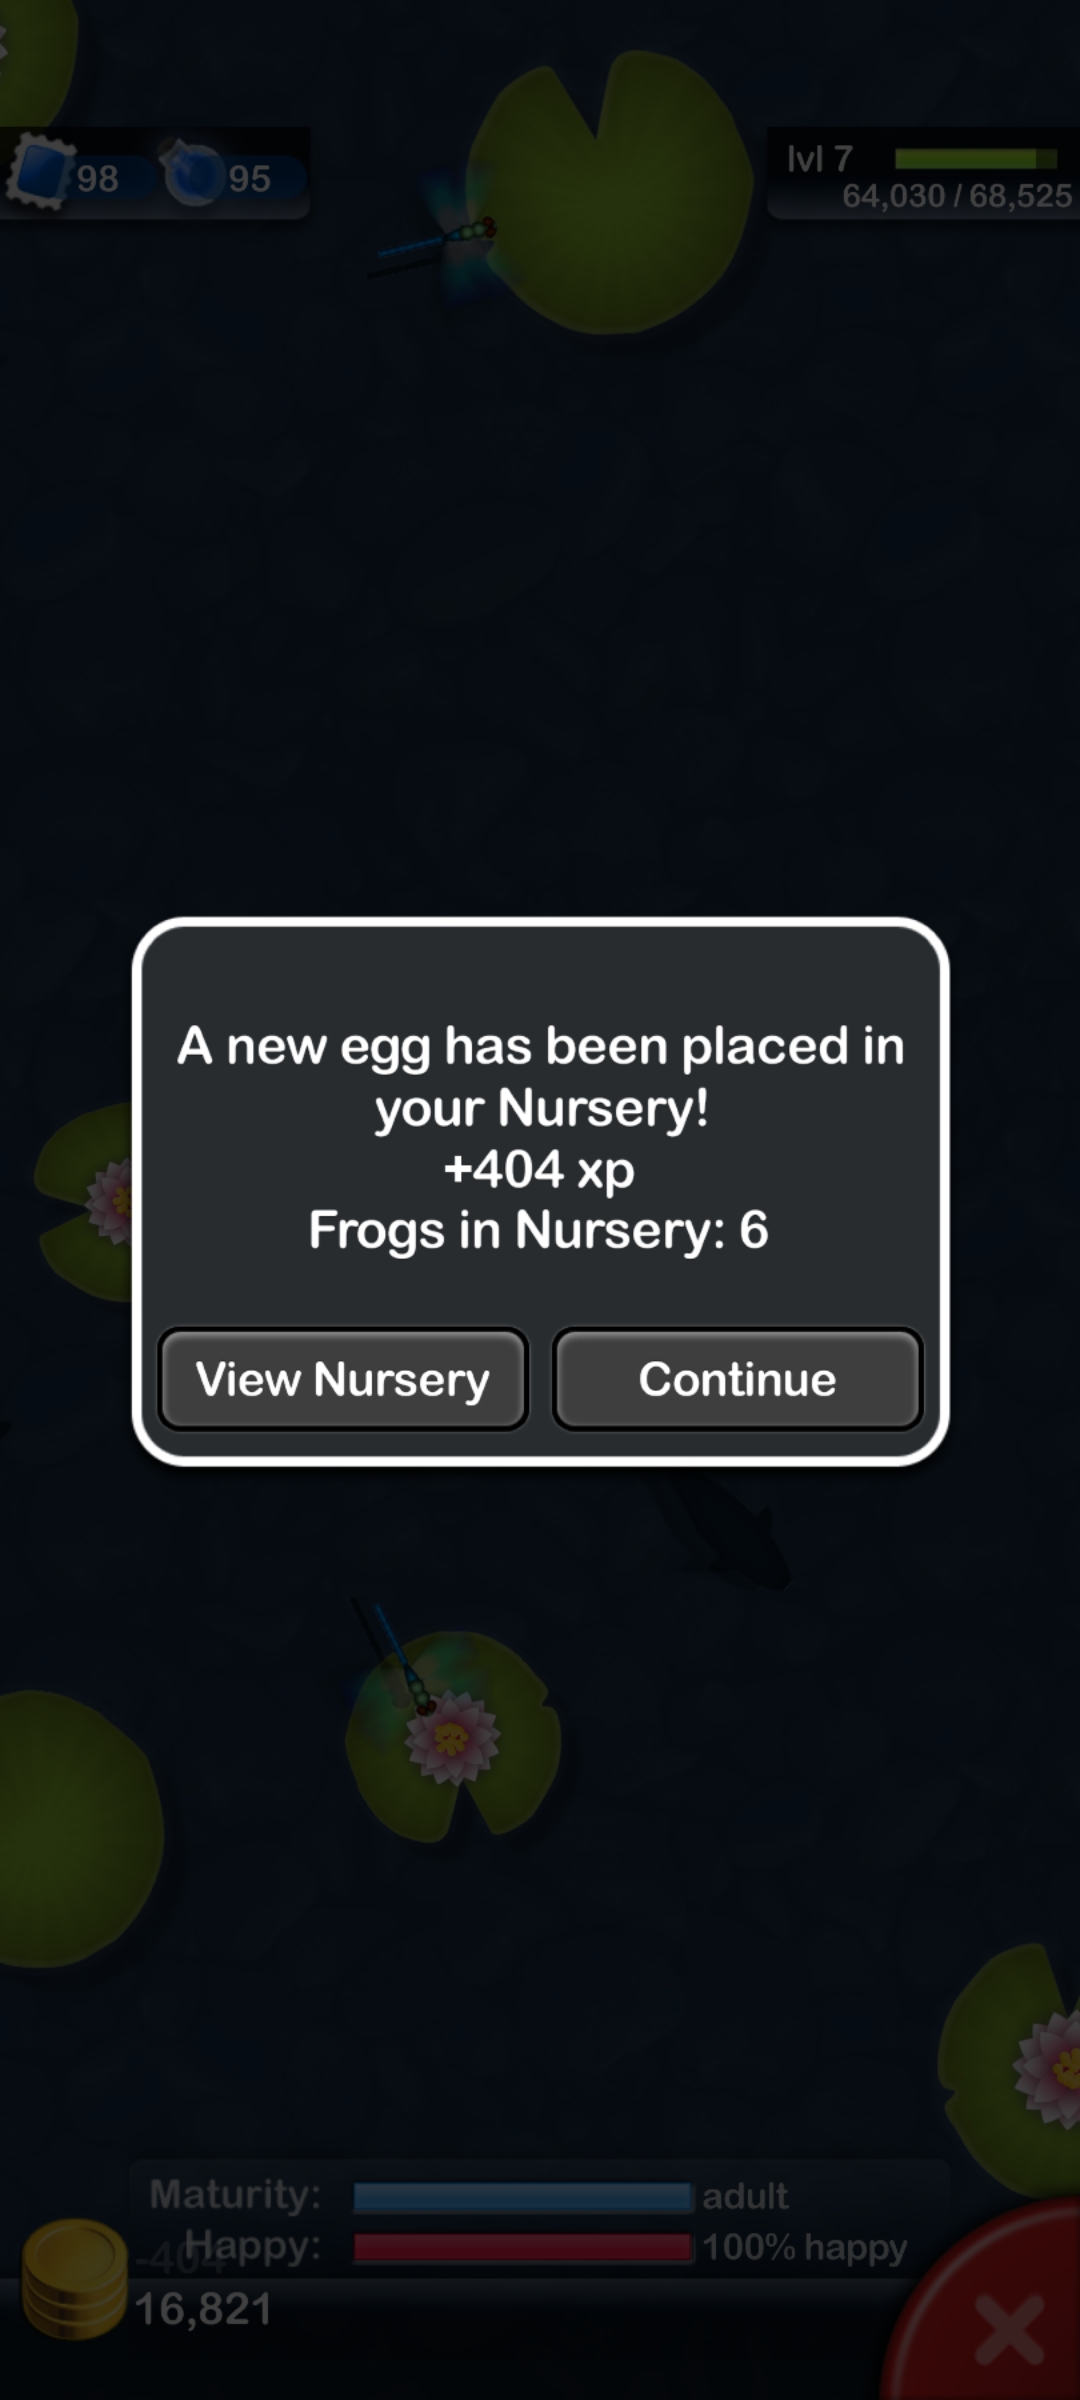 98
95
lvl 7
64,030 / 68,525
A new egg has been placed in
your Nursery!
+404 xp
Frogs in Nursery: 6
View Nursery
Continue
Maturity:
adult
Happy:
100% happy
-404
16,821